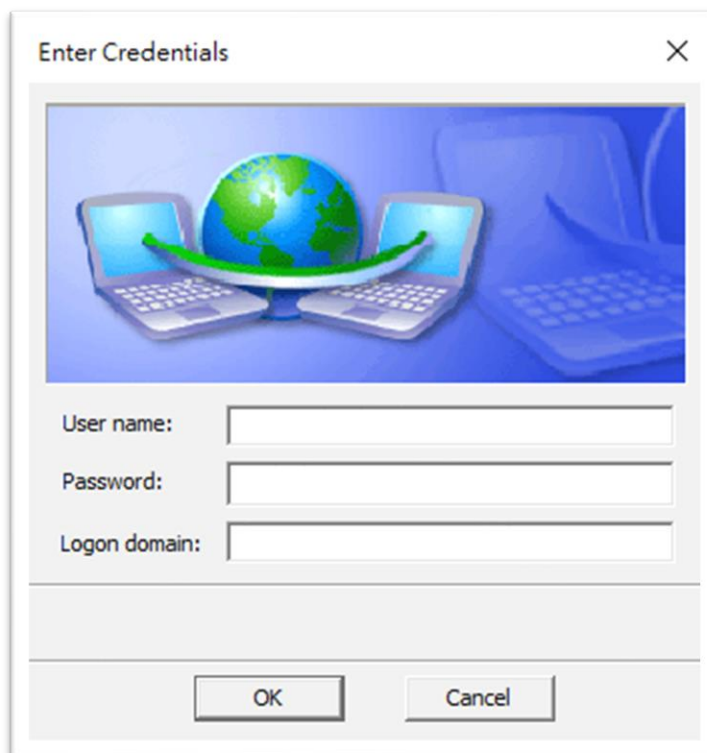 Enter Credentials
User name:
Password:
Logon domain:
OK Cancel